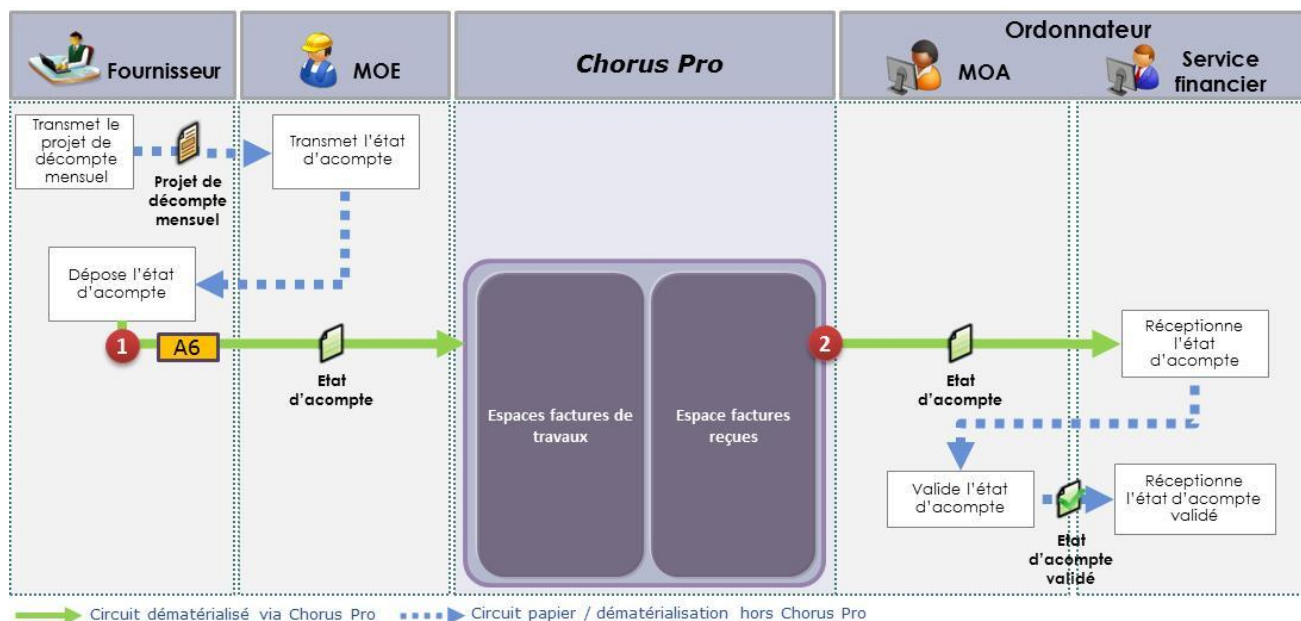 Fournisseur
MOE
Chorus Pro
Ordonnateur
MOA
Service
financier
Transmet le
projet de
décompte
mensuel
Projet de
décompte
mensuel
Transmet l'état
d'acompte
Dépose l'état
d'acompte
1
A6
Etat
d'acompte
Espaces factures de
travaux
Espace factures
reçues
2
Etat
d'acompte
Réceptionne
l'état
d'acompte
Valide l'état
d'acompte
Etat
d'acompte
validé
Réceptionne
l'état d'acompte
validé
Circuit dématérialisé via Chorus Pro
Circuit papier / dématérialisation hors Chorus Pro